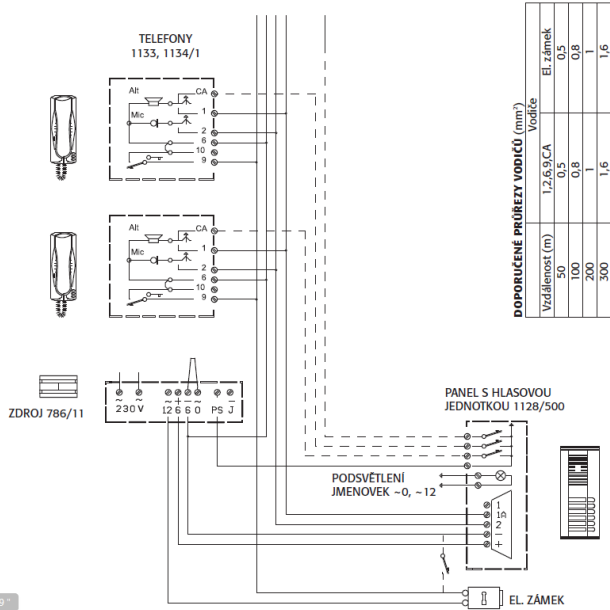 TELEFONY
1133, 1134/1
Alt
CA
1
Mic
2
6
10
9
Alt
CA
1
Mic
2
6
10
9
ZDROJ 786/11
~ ~ ~ + − ~ −
230V 12 6 6 0 PS J
DOPORUČENÉ PRŮŘEZY VODIČŮ (mm²)
Vodiče
Vzdálenost (m) 1,2,6,9,CA El. zámek
50 0,5 0,5
100 0,8 0,8
200 1 1
300 1,6 1,6
PANEL S HLASOVOU
JEDNOTKOU 1128/500
PODSVĚTLENÍ
JMENOVEK ~0, ~12
1
1A
2
−
+
EL. ZÁMEK